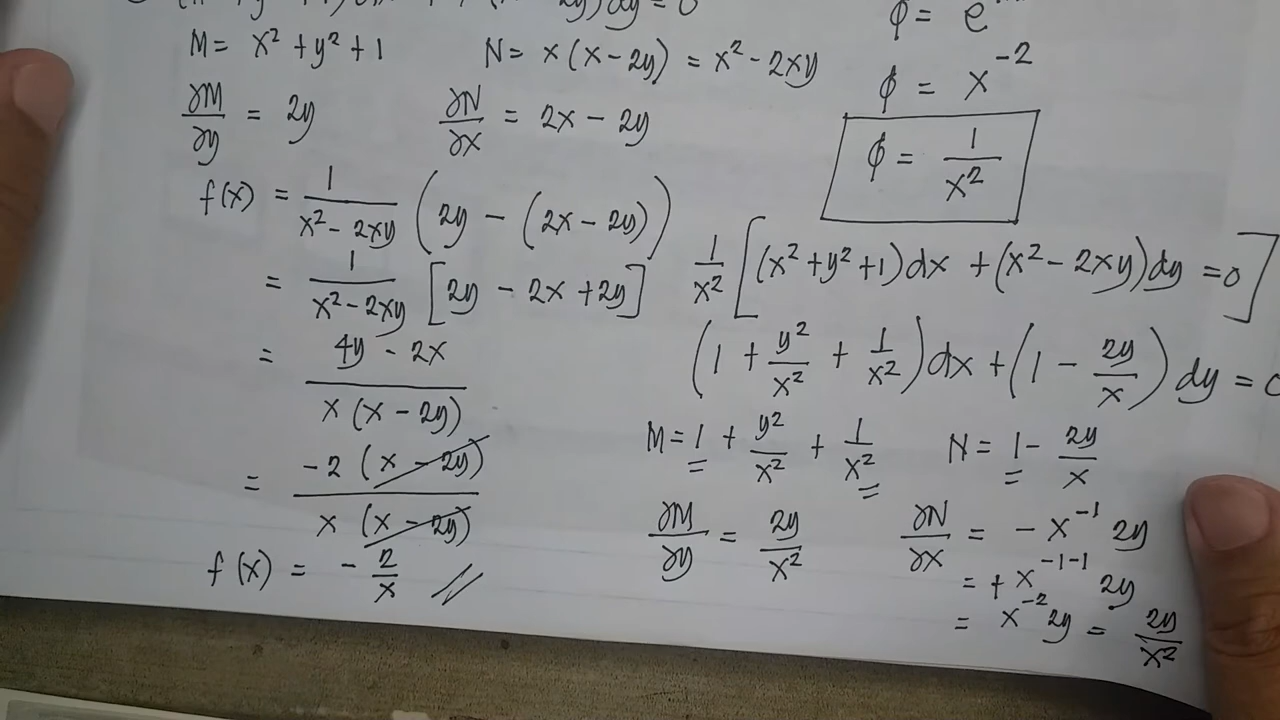 M = x² + y² + 1
N = x(x - 2y) = x² - 2xy
∂M/∂y = 2y
∂N/∂x = 2x - 2y
f(x) = 1/(x² - 2xy) (2y - (2x - 2y))
= 1/(x² - 2xy) [2y - 2x + 2y]
= (4y - 2x)/(x(x - 2y))
= -2(x - 2y)/(x(x - 2y))
f(x) = -2/x //
ϕ = e
ϕ = x⁻²
ϕ = 1/x²
1/x² [(x² + y² + 1)dx + (x² - 2xy)dy = 0]
(1 + y²/x² + 1/x²)dx + (1 - 2y/x)dy = 0
M = 1 + y²/x² + 1/x²
N = 1 - 2y/x
∂M/∂y = 2y/x²
∂N/∂x = -x⁻¹ 2y
= +x⁻¹⁻¹ 2y
= x⁻² 2y = 2y/x²